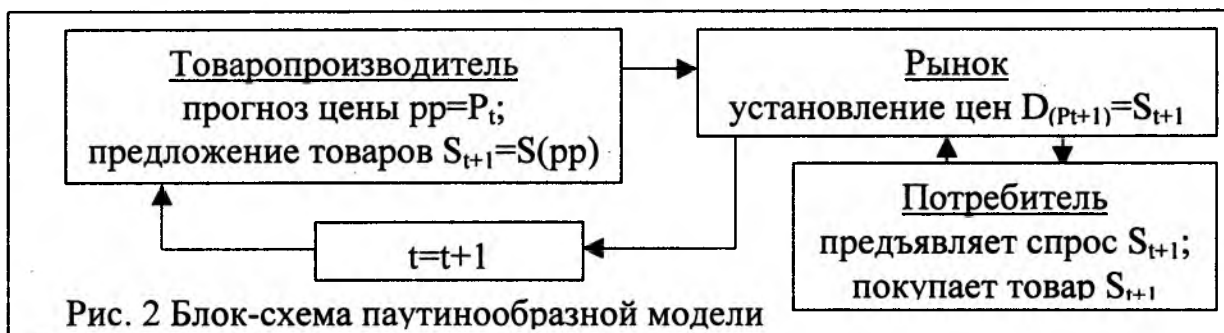 Товаропроизводитель
прогноз цены pp=Pₜ;
предложение товаров Sₜ₊₁=S(pp)
Рынок
установление цен D₍Pt+1₎=Sₜ₊₁
Потребитель
предъявляет спрос Sₜ₊₁;
покупает товар Sₜ₊₁
t=t+1
Рис. 2 Блок-схема паутинообразной модели